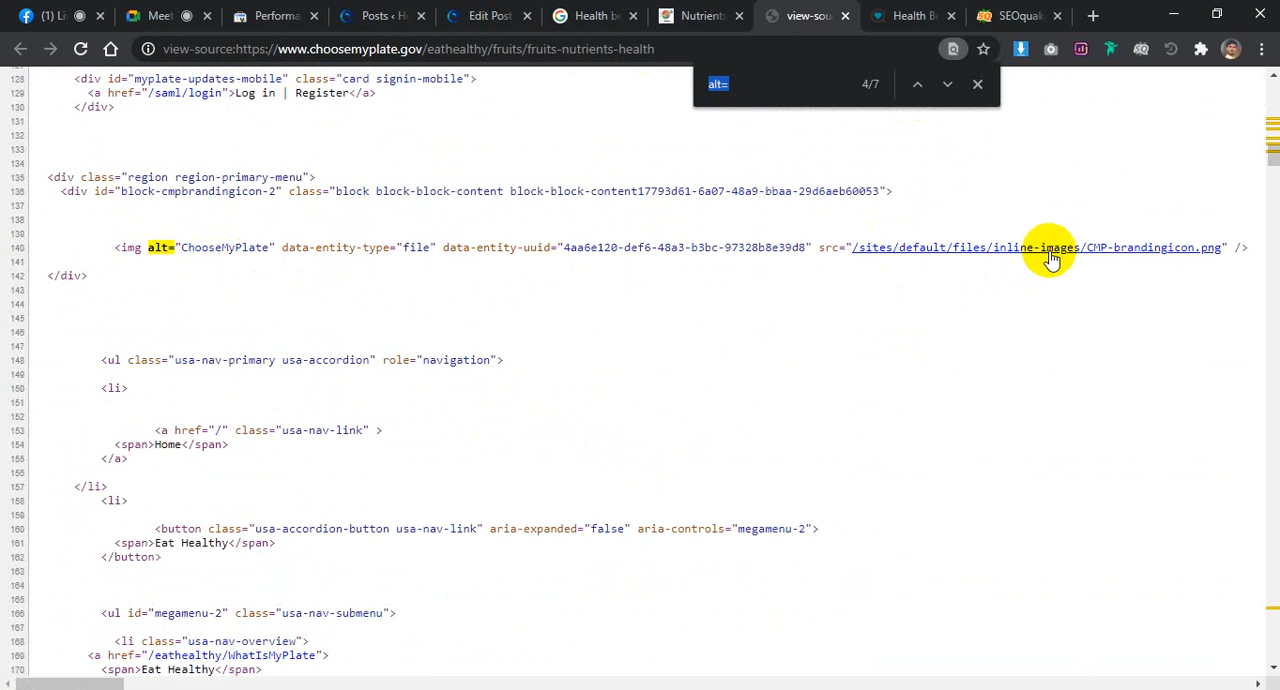 (1) Li
Meet
Performa
Posts ‹ H
Edit Post
Health be
Nutrients
view-sou
Health B
SEOquak
view-source:https://www.choosemyplate.gov/eathealthy/fruits/fruits-nutrients-health
alt= 4/7
128 <div id="myplate-updates-mobile" class="card signin-mobile">
129 <a href="/saml/login">Log in | Register</a>
130 </div>
131
132
133
134
135 <div class="region region-primary-menu">
136 <div id="block-cmpbrandingicon-2" class="block block-block-content block-block-content17793d61-6a07-48a9-bbaa-29d6aeb60053">
137
138
139
140 <img alt="ChooseMyPlate" data-entity-type="file" data-entity-uuid="4aa6e120-def6-48a3-b3bc-97328b8e39d8" src="/sites/default/files/inline-images/CMP-brandingicon.png" />
141
142 </div>
143
144
145
146
147
148 <ul class="usa-nav-primary usa-accordion" role="navigation">
149
150 <li>
151
152
153 <a href="/" class="usa-nav-link" >
154 <span>Home</span>
155 </a>
156
157 </li>
158 <li>
159
160 <button class="usa-accordion-button usa-nav-link" aria-expanded="false" aria-controls="megamenu-2">
161 <span>Eat Healthy</span>
162 </button>
163
164
165
166 <ul id="megamenu-2" class="usa-nav-submenu">
167
168 <li class="usa-nav-overview">
169 <a href="/eathealthy/WhatIsMyPlate">
170 <span>Eat Healthy</span>